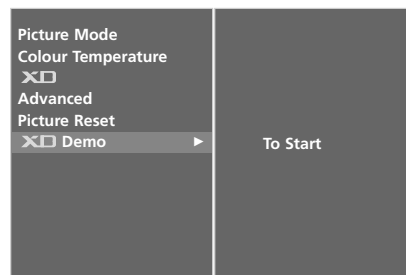 Picture Mode
Colour Temperature
XD
Advanced
Picture Reset
XD Demo ►
To Start